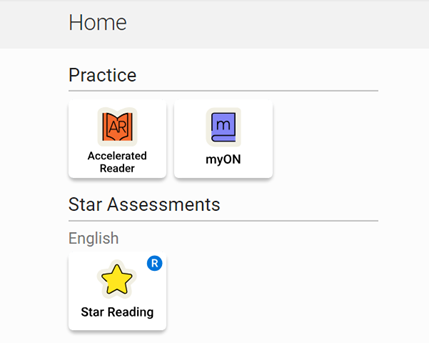 Home
Practice
AR
Accelerated
Reader
m
myON
Star Assessments
English
R
Star Reading